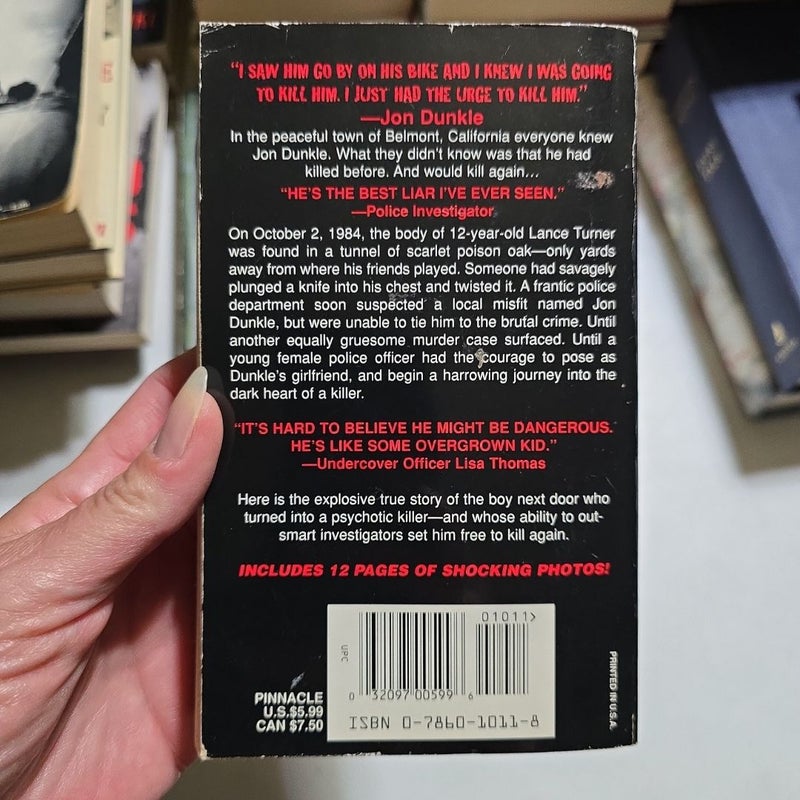 “I SAW HIM GO BY ON HIS BIKE AND I KNEW I WAS GOING
TO KILL HIM. I JUST HAD THE URGE TO KILL HIM.”
—Jon Dunkle
In the peaceful town of Belmont, California everyone knew
Jon Dunkle. What they didn't know was that he had
killed before. And would kill again...
“HE'S THE BEST LIAR I'VE EVER SEEN.”
—Police Investigator
On October 2, 1984, the body of 12-year-old Lance Turner
was found in a tunnel of scarlet poison oak—only yards
away from where his friends played. Someone had savagely
plunged a knife into his chest and twisted it. A frantic police
department soon suspected a local misfit named Jon
Dunkle, but were unable to tie him to the brutal crime. Until
another equally gruesome murder case surfaced. Until a
young female police officer had the courage to pose as
Dunkle's girlfriend, and begin a harrowing journey into the
dark heart of a killer.
“IT'S HARD TO BELIEVE HE MIGHT BE DANGEROUS.
HE'S LIKE SOME OVERGROWN KID.”
—Undercover Officer Lisa Thomas
Here is the explosive true story of the boy next door who
turned into a psychotic killer—and whose ability to out-
smart investigators set him free to kill again.
INCLUDES 12 PAGES OF SHOCKING PHOTOS!
01011>
UPC
0 32097 00599 6
ISBN 0-7860-1011-8
PINNACLE
U.S.$5.99
CAN $7.50
PRINTED IN U.S.A.